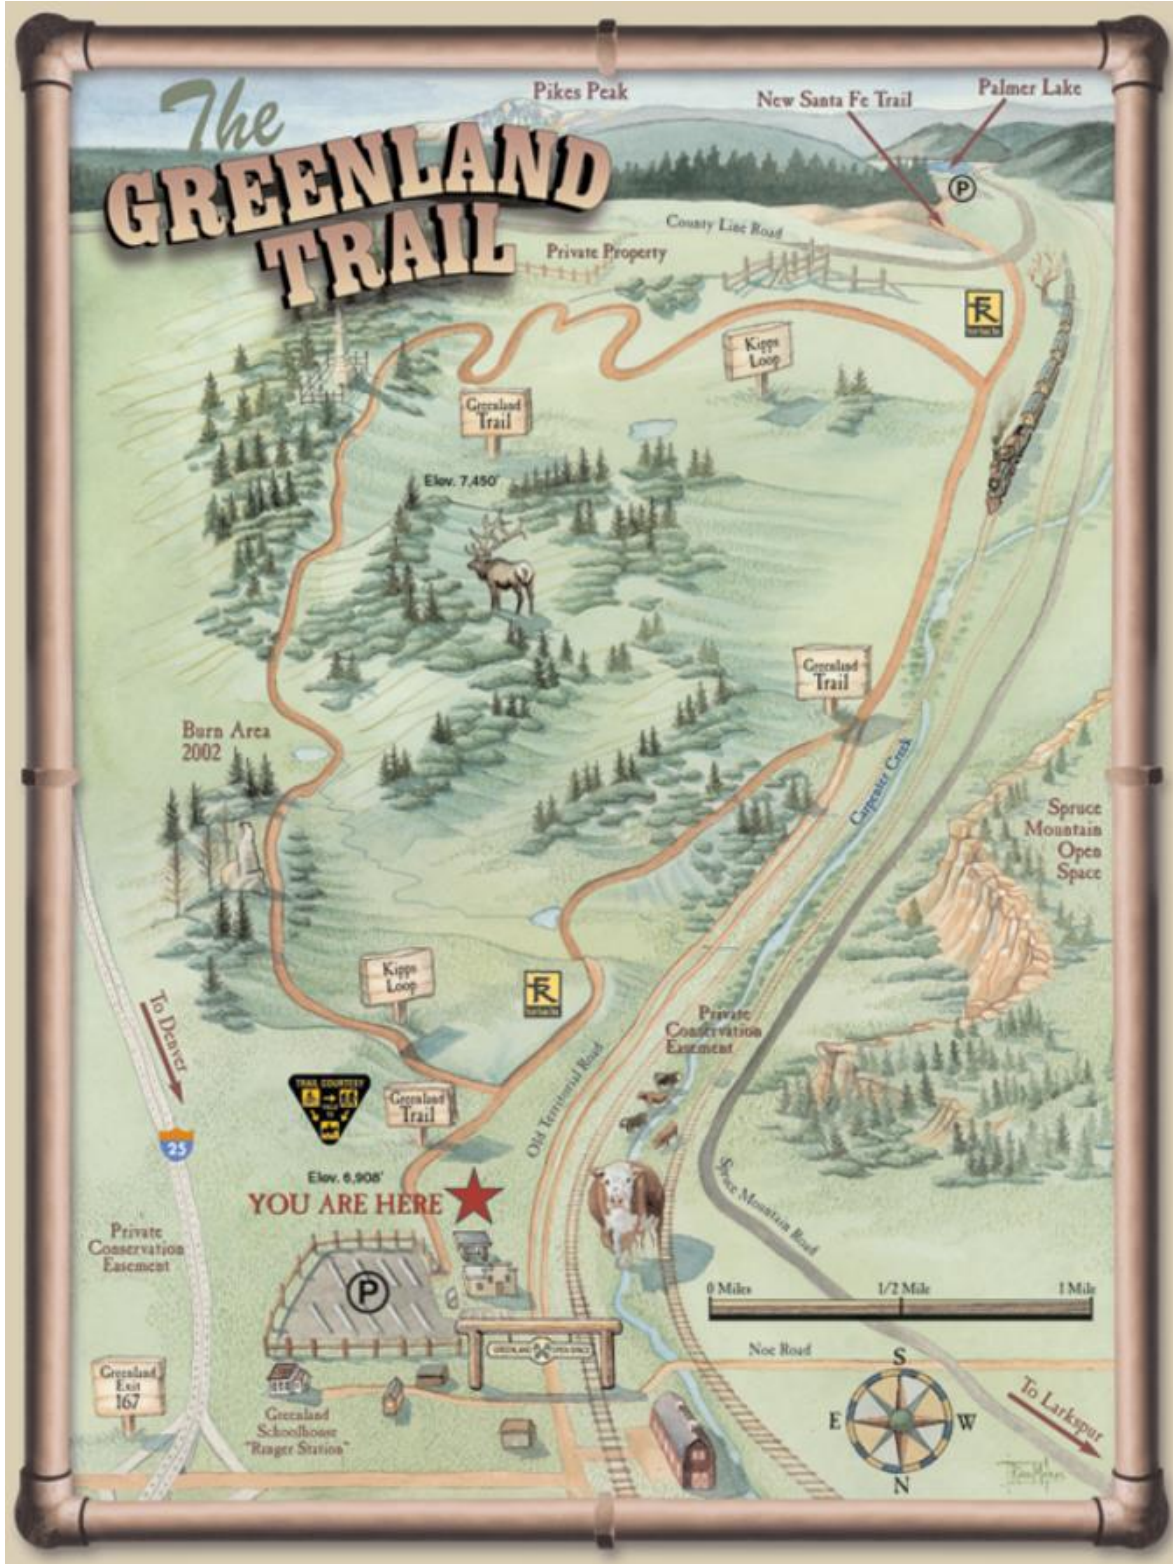 The
GREENLAND
TRAIL
Pikes Peak
New Santa Fe Trail
Palmer Lake
P
County Line Road
Private Property
Kipps
Loop
Greenland
Trail
Elev. 7,450'
Greenland
Trail
Burn Area
2002
Carpenter Creek
Spruce
Mountain
Open
Space
Kipps
Loop
To Denver
Private
Conservation
Easement
Old Territorial Road
TRAIL COURTESY
Greenland
Trail
25
Elev. 6,908'
YOU ARE HERE
Spruce Mountain Road
Private
Conservation
Easement
P
0 Miles
1/2 Mile
1 Mile
GREENLAND OPEN SPACE
Noe Road
Greenland
Exit
167
Greenland
Schoolhouse
"Ranger Station"
S
E
W
N
To Larkspur